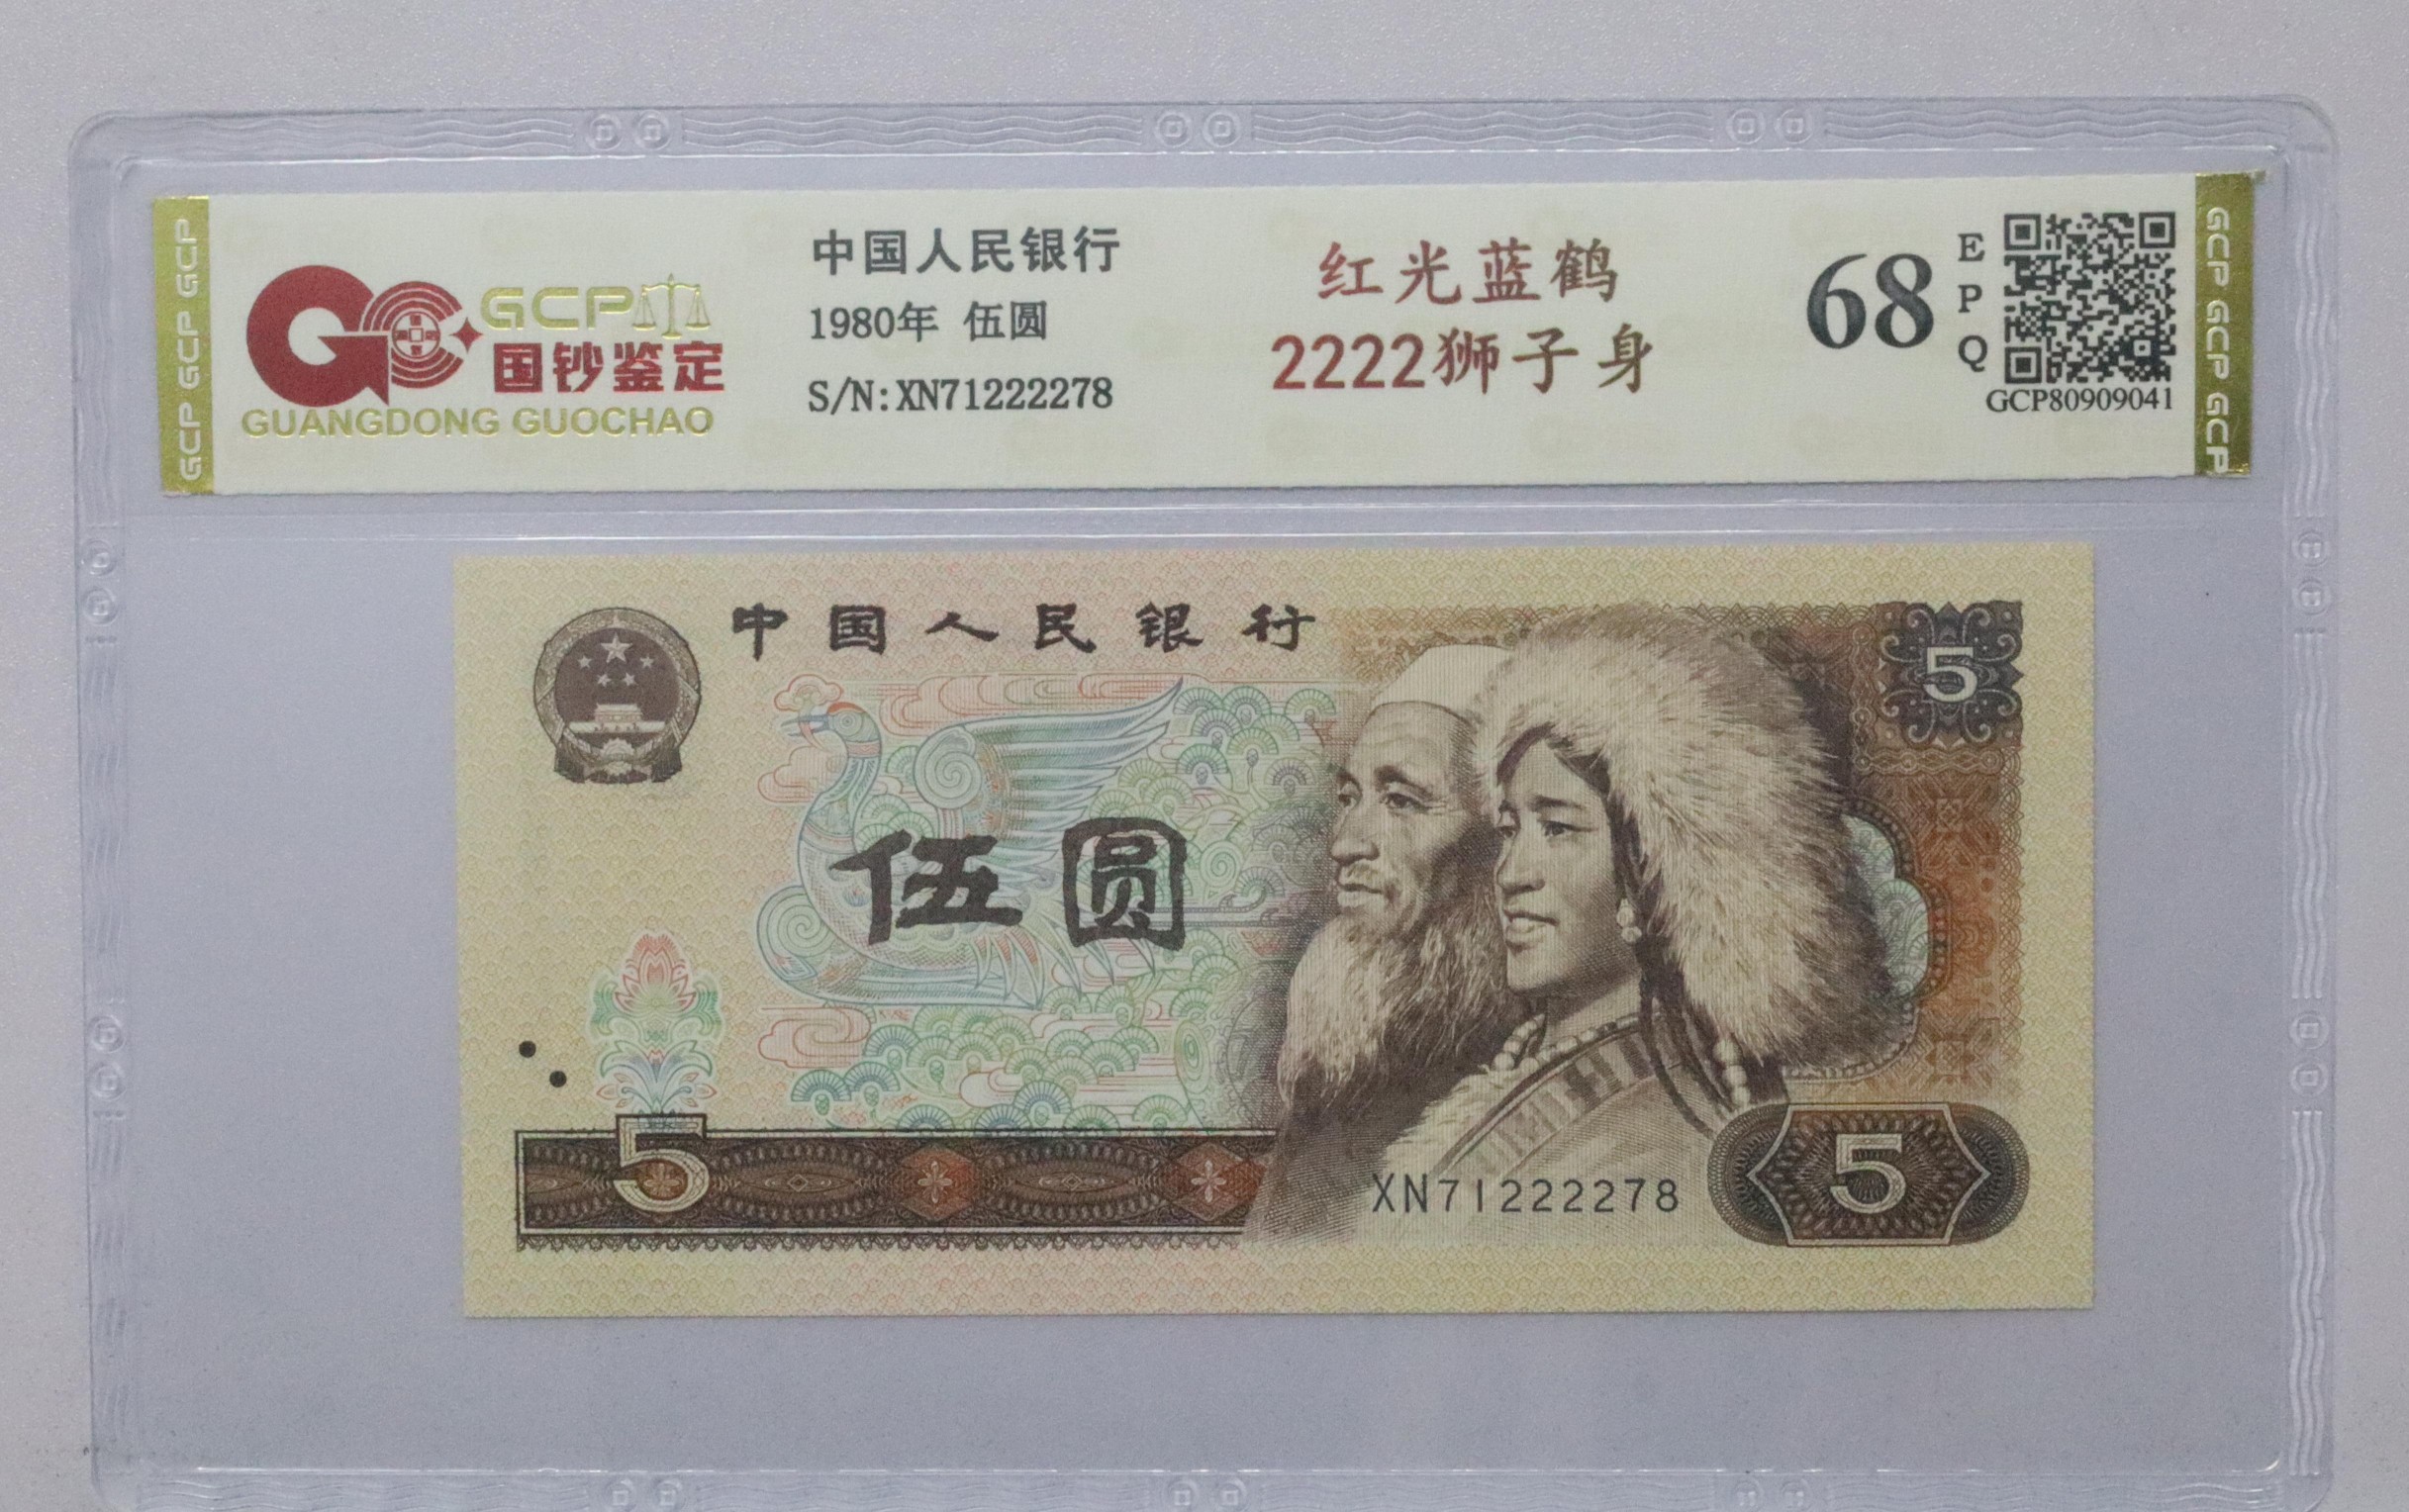 GCP GCP GCP
GCP
国钞鉴定
GUANGDONG GUOCHAO
中国人民银行
1980年 伍圆
S/N:XN71222278
红光蓝鹤
2222狮子身
68
E
P
Q
GCP80909041
GCP GCP GCP
中国人民银行
5
伍圆
5
XN71222278
5